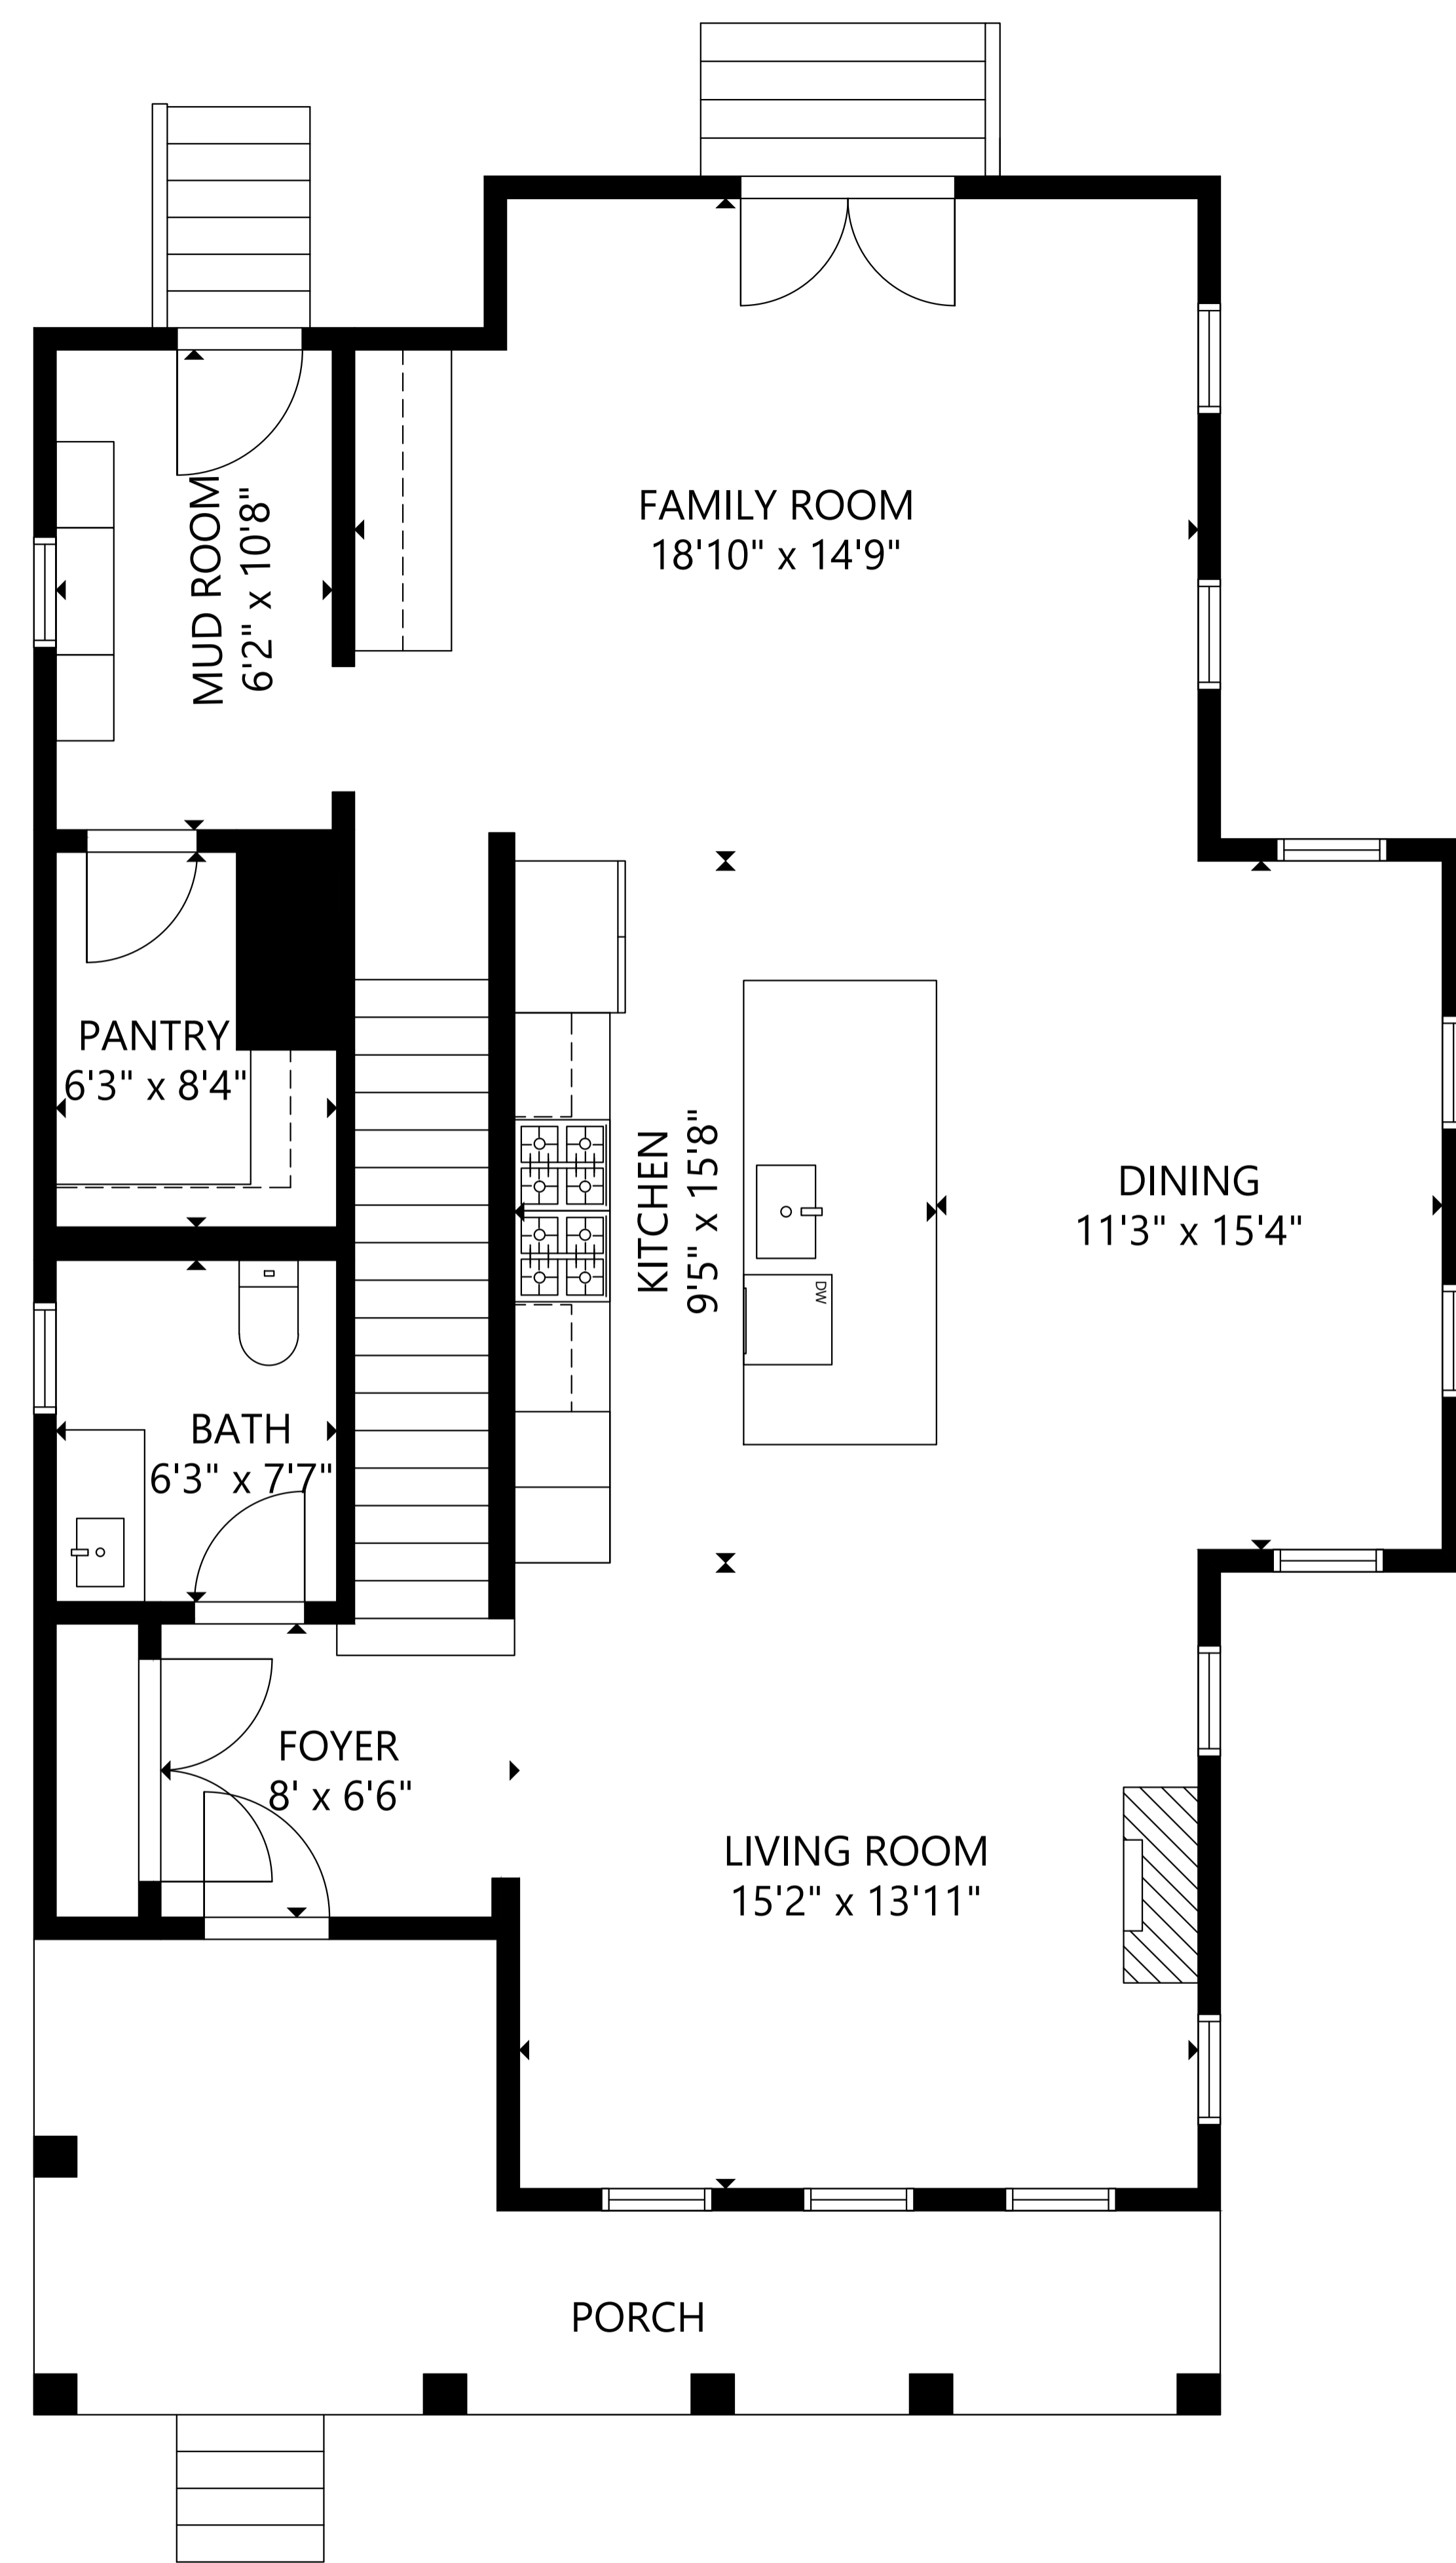 FAMILY ROOM
18'10" x 14'9"
MUD ROOM
6'2" x 10'8"
PANTRY
6'3" x 8'4"
KITCHEN
9'5" x 15'8"
DINING
11'3" x 15'4"
DW
BATH
6'3" x 7'7"
FOYER
8' x 6'6"
LIVING ROOM
15'2" x 13'11"
PORCH